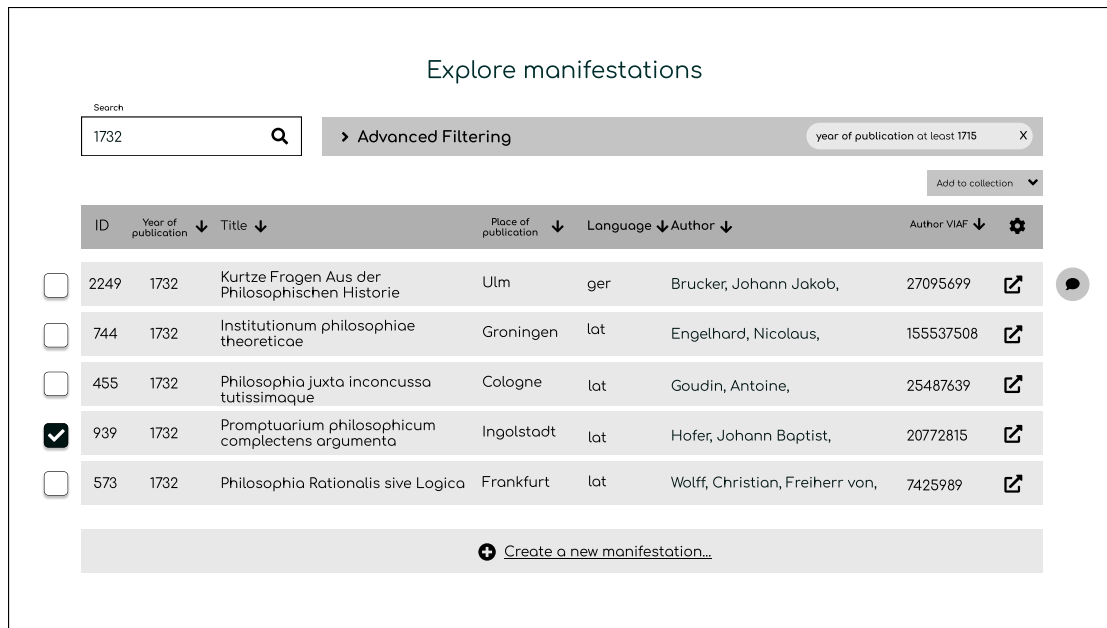 Explore manifestations
Search
1732
Advanced Filtering
year of publication at least 1715 X
Add to collection
ID Year of publication Title Place of publication Language Author Author VIAF
2249 1732 Kurtze Fragen Aus der
Philosophischen Historie Ulm ger Brucker, Johann Jakob, 27095699
744 1732 Institutionum philosophiae
theoreticae Groningen lat Engelhard, Nicolaus, 155537508
455 1732 Philosophia juxta inconcussa
tutissimaque Cologne lat Goudin, Antoine, 25487639
939 1732 Promptuarium philosophicum
complectens argumenta Ingolstadt lat Hofer, Johann Baptist, 20772815
573 1732 Philosophia Rationalis sive Logica Frankfurt lat Wolff, Christian, Freiherr von, 7425989
Create a new manifestation...